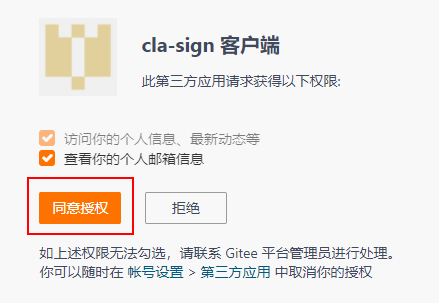 cla-sign 客户端
此第三方应用请求获得以下权限:
访问你的个人信息、最新动态等
查看你的个人邮箱信息
同意授权
拒绝
如上述权限无法勾选，请联系 Gitee 平台管理员进行处理。
你可以随时在 帐号设置 > 第三方应用 中取消你的授权